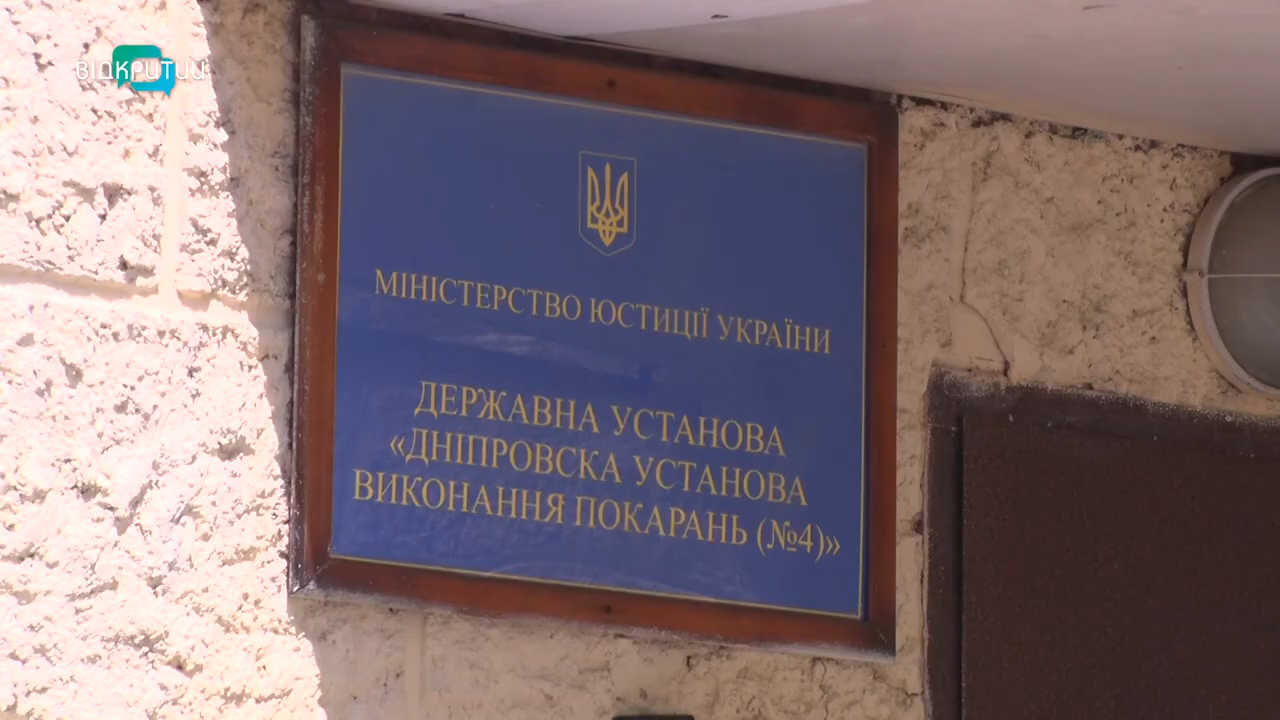 ВІДКРИТИЙ
МІНІСТЕРСТВО ЮСТИЦІЇ УКРАЇНИ
ДЕРЖАВНА УСТАНОВА
«ДНІПРОВСКА УСТАНОВА
ВИКОНАННЯ ПОКАРАНЬ (№4)»